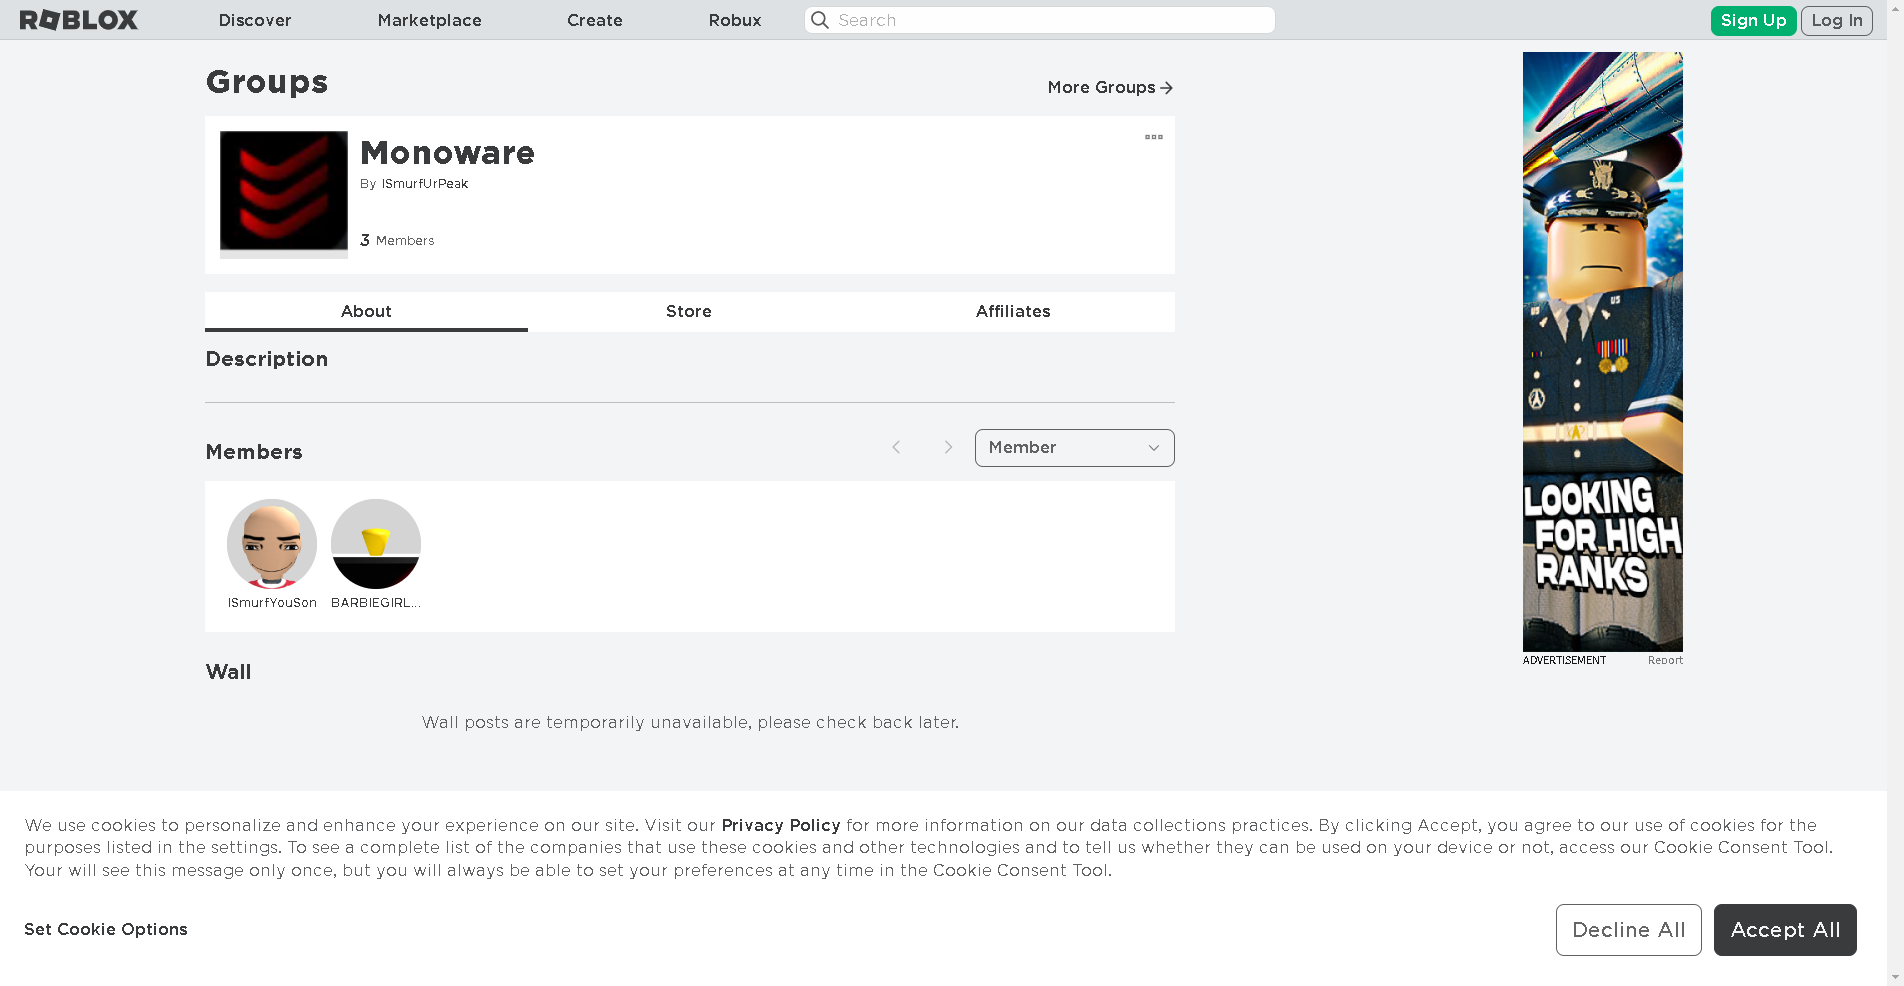 ROBLOX
Discover
Marketplace
Create
Robux
Search
Sign Up
Log In
Groups
More Groups
Monoware
By ISmurfUrPeak
3 Members
About
Store
Affiliates
Description
Members
Member
ISmurfYouSon
BARBIEGIRL...
Wall
Wall posts are temporarily unavailable, please check back later.
US
US
LOOKING
FOR HIGH
RANKS
ADVERTISEMENT
Report
We use cookies to personalize and enhance your experience on our site. Visit our Privacy Policy for more information on our data collections practices. By clicking Accept, you agree to our use of cookies for the
purposes listed in the settings. To see a complete list of the companies that use these cookies and other technologies and to tell us whether they can be used on your device or not, access our Cookie Consent Tool.
Your will see this message only once, but you will always be able to set your preferences at any time in the Cookie Consent Tool.
Set Cookie Options
Decline All
Accept All